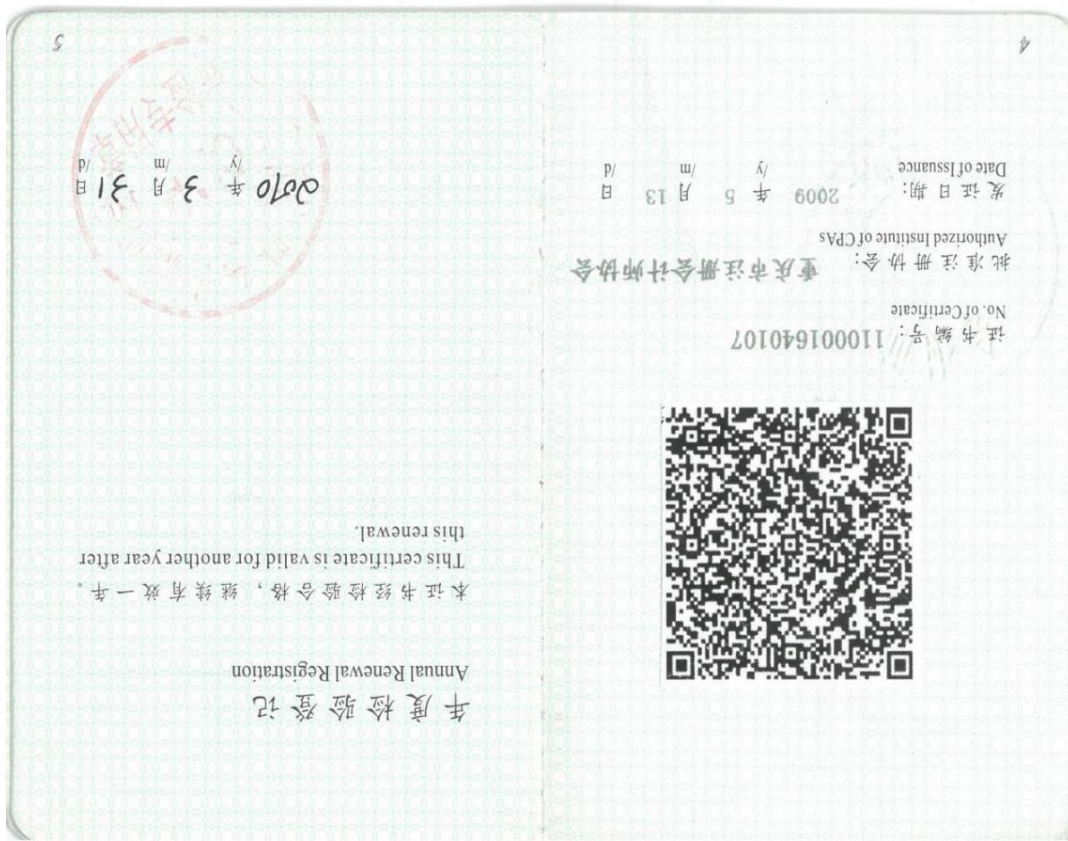 证书编号： 110001640107
No. of Certificate
批准注册协会： 重庆市注册会计师协会
Authorized Institute of CPAs
发证日期： 2009 年 5 月 13 日
Date of Issuance /y /m /d
4
年度检验登记
Annual Renewal Registration
本证书经检验合格，继续有效一年。
This certificate is valid for another year after
this renewal.
2010 年 3 月 31 日
/y /m /d
5